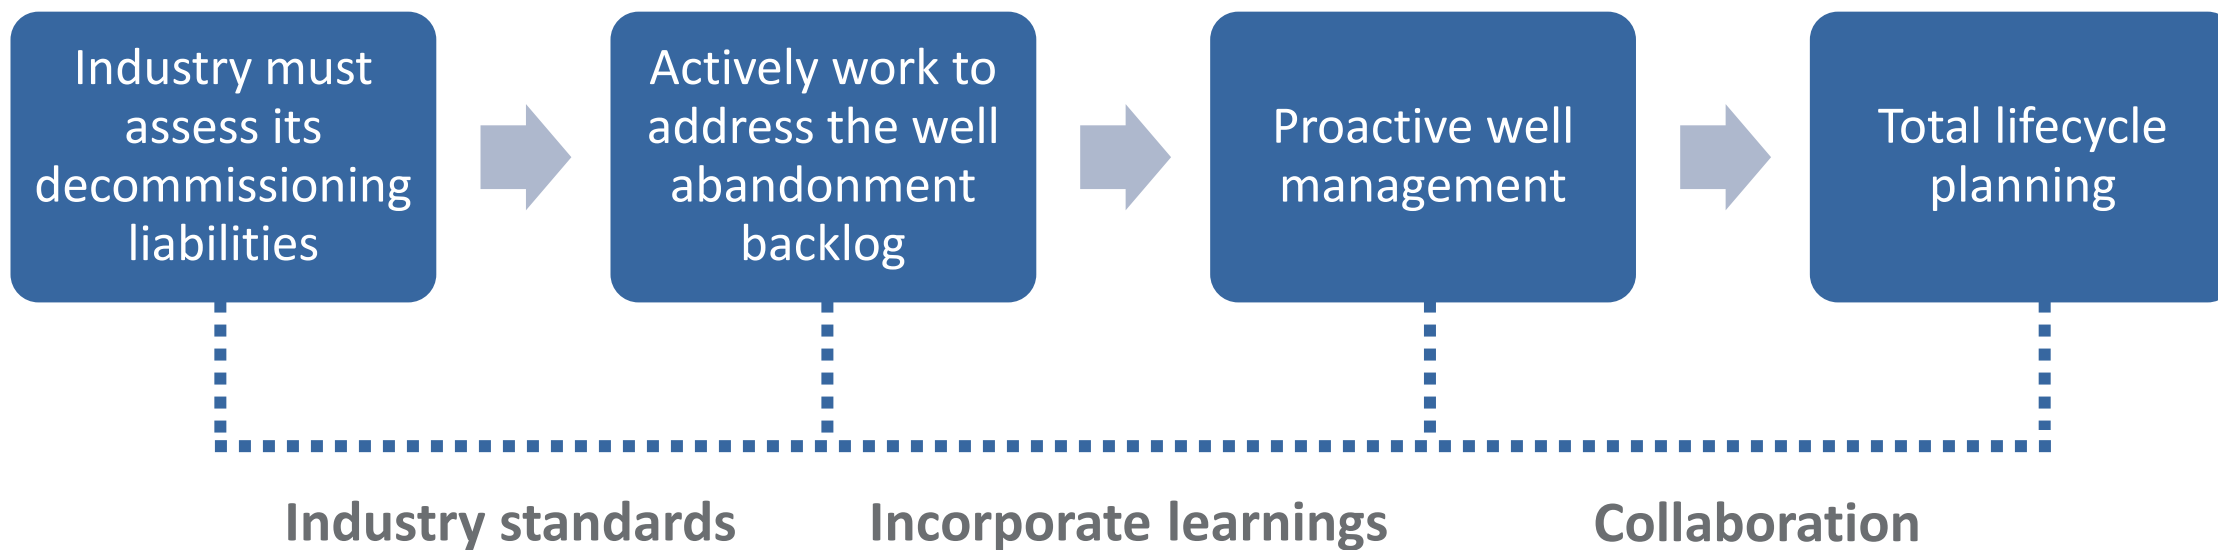 Industry must
assess its
decommissioning
liabilities
Actively work to
address the well
abandonment
backlog
Proactive well
management
Total lifecycle
planning
Industry standards
Incorporate learnings
Collaboration